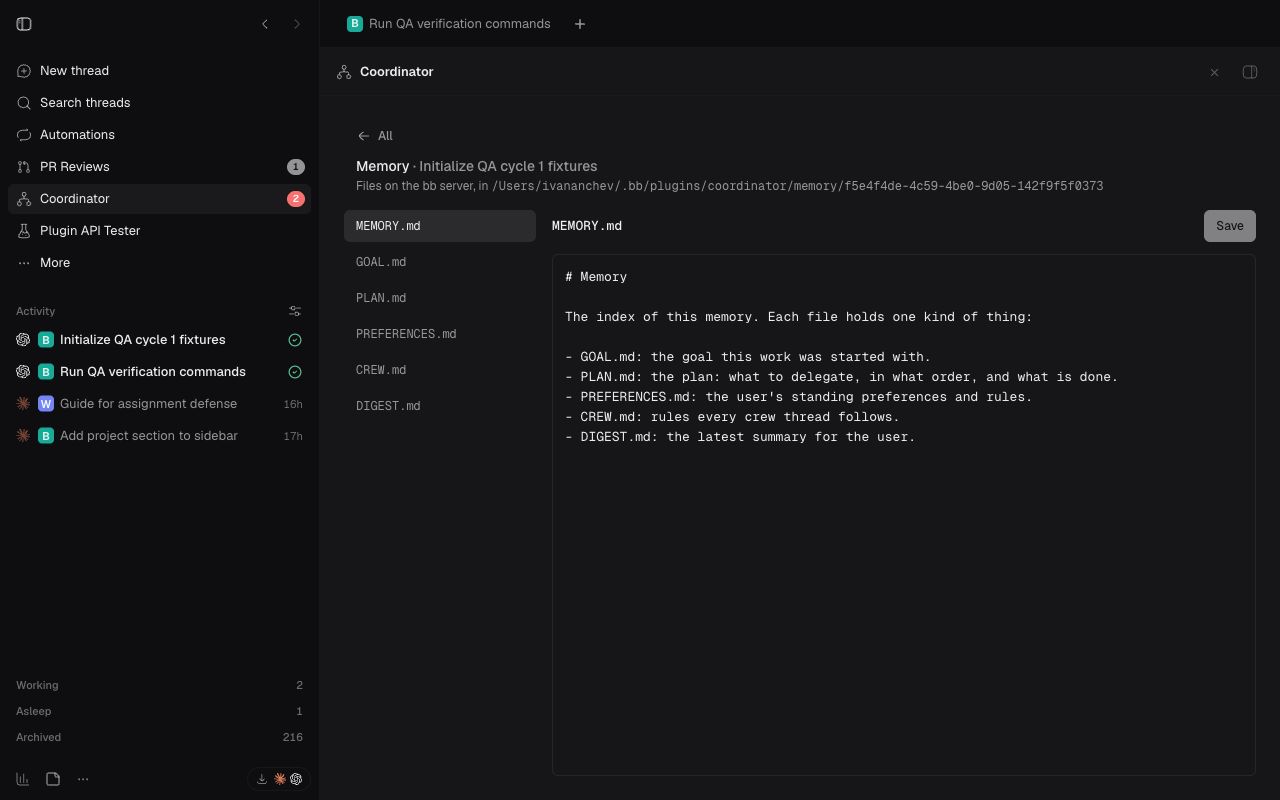 B Run QA verification commands
New thread
Search threads
Automations
PR Reviews 1
Coordinator 2
Plugin API Tester
More
Activity
B Initialize QA cycle 1 fixtures
B Run QA verification commands
W Guide for assignment defense 16h
B Add project section to sidebar 17h
Working 2
Asleep 1
Archived 216
Coordinator
All
Memory · Initialize QA cycle 1 fixtures
Files on the bb server, in /Users/ivananchev/.bb/plugins/coordinator/memory/f5e4f4de-4c59-4be0-9d05-142f9f5f0373
MEMORY.md
GOAL.md
PLAN.md
PREFERENCES.md
CREW.md
DIGEST.md
MEMORY.md
Save
# Memory
The index of this memory. Each file holds one kind of thing:
- GOAL.md: the goal this work was started with.
- PLAN.md: the plan: what to delegate, in what order, and what is done.
- PREFERENCES.md: the user's standing preferences and rules.
- CREW.md: rules every crew thread follows.
- DIGEST.md: the latest summary for the user.